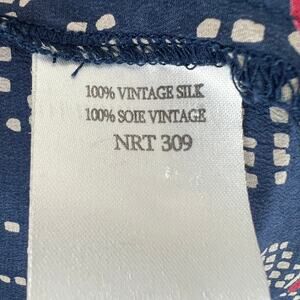 100% VINTAGE SILK
100% SOIE VINTAGE
NRT 309